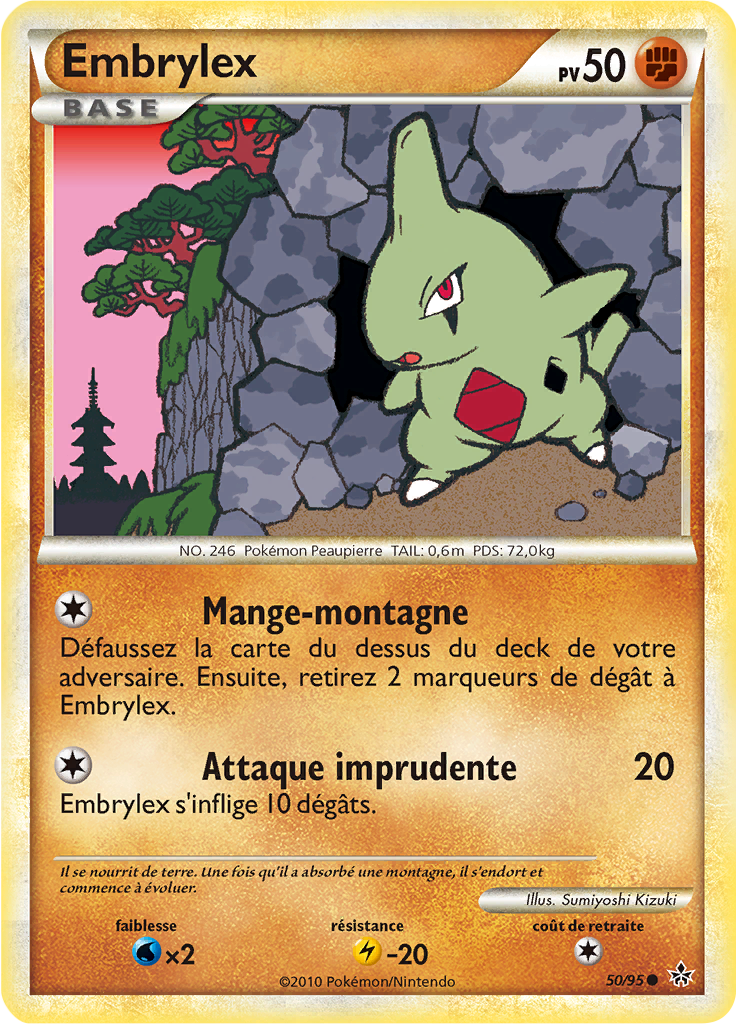 Embrylex
PV 50
BASE
NO. 246 Pokémon Peaupierre TAIL: 0,6m PDS: 72,0kg
Mange-montagne
Défaussez la carte du dessus du deck de votre
adversaire. Ensuite, retirez 2 marqueurs de dégât à
Embrylex.
Attaque imprudente 20
Embrylex s'inflige 10 dégâts.
Il se nourrit de terre. Une fois qu'il a absorbé une montagne, il s'endort et
commence à évoluer.
Illus. Sumiyoshi Kizuki
faiblesse résistance coût de retraite
×2 -20
©2010 Pokémon/Nintendo 50/95